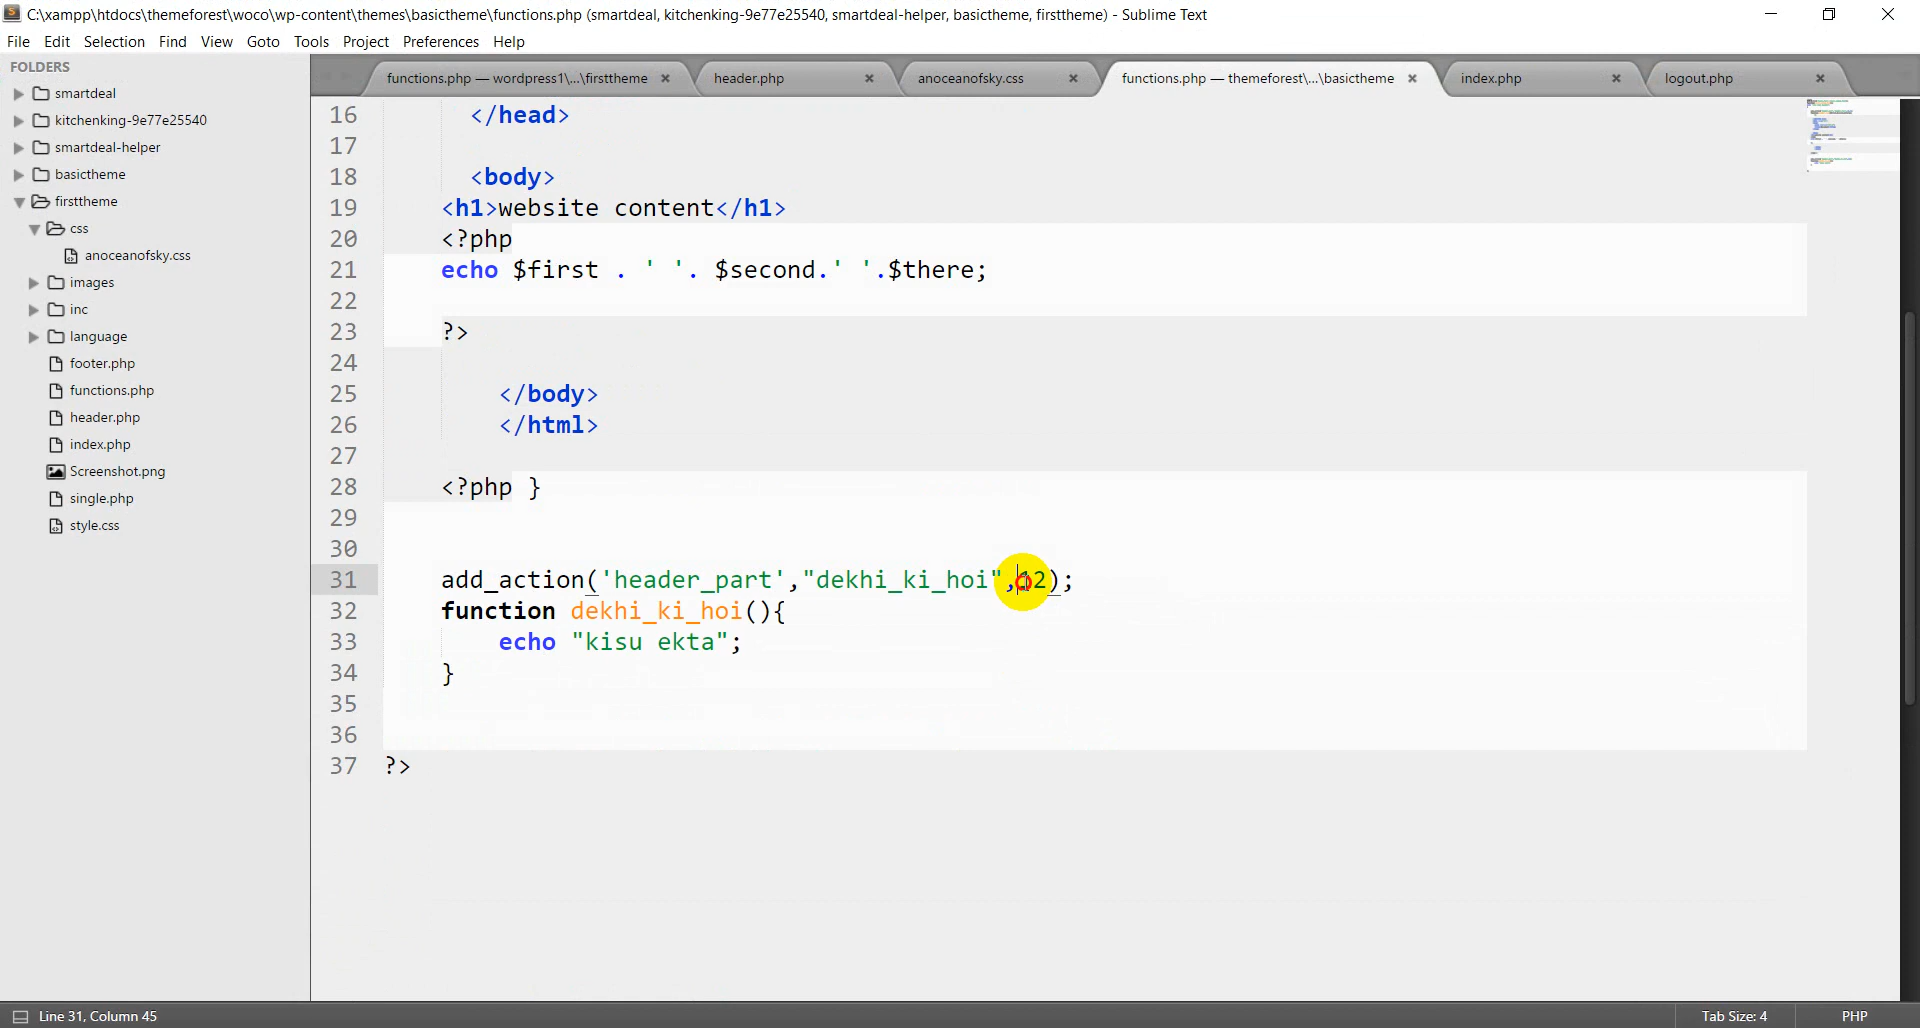 C:\xampp\htdocs\themeforest\woco\wp-content\themes\basictheme\functions.php (smartdeal, kitchenking-9e77e25540, smartdeal-helper, basictheme, firsttheme) - Sublime Text
File Edit Selection Find View Goto Tools Project Preferences Help
FOLDERS
smartdeal
kitchenking-9e77e25540
smartdeal-helper
basictheme
firsttheme
css
anoceanofsky.css
images
inc
language
footer.php
functions.php
header.php
index.php
Screenshot.png
single.php
style.css
functions.php — wordpress1\...\firsttheme × header.php × anoceanofsky.css × functions.php — themeforest\...\basictheme × index.php × logout.php ×
16 </head>
17
18 <body>
19 <h1>website content</h1>
20 <?php
21 echo $first . ' '. $second.' '.$there;
22
23 ?>
24
25 </body>
26 </html>
27
28 <?php }
29
30
31 add_action('header_part',"dekhi_ki_hoi",12);
32 function dekhi_ki_hoi(){
33 echo "kisu ekta";
34 }
35
36
37 ?>
Line 31, Column 45 Tab Size: 4 PHP